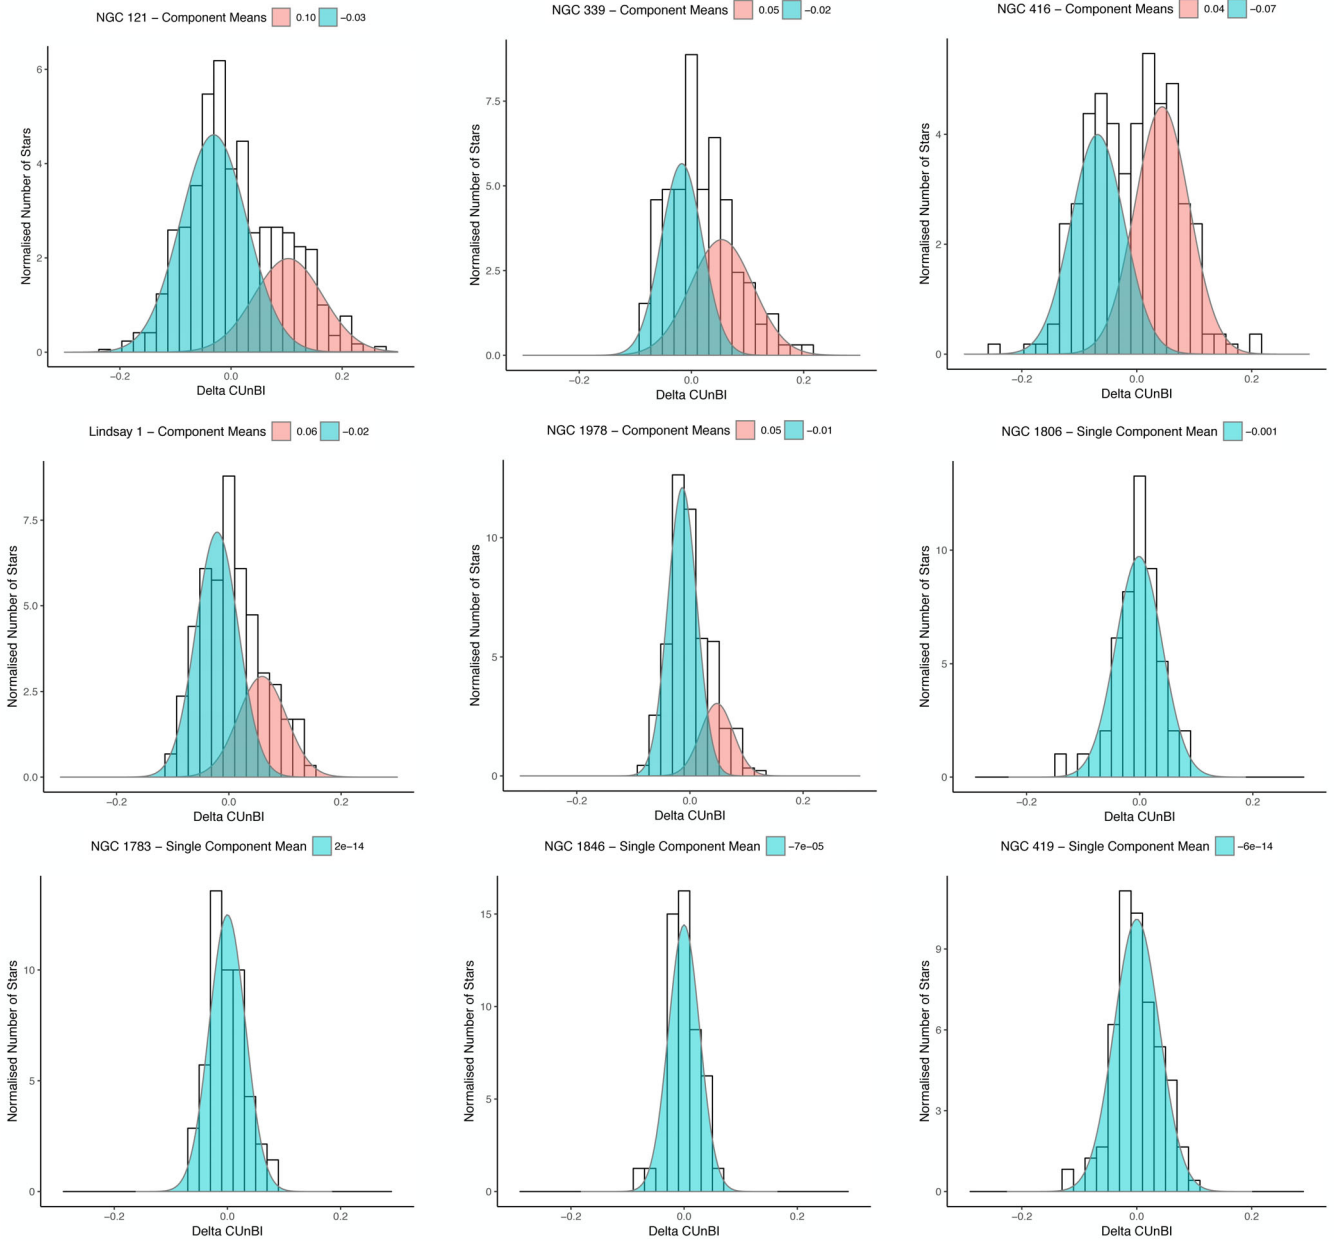 NGC 121 – Component Means 0.10 −0.03
6
4
2
0
Normalised Number of Stars
−0.2 0.0 0.2
Delta CUnBI
NGC 339 – Component Means 0.05 −0.02
7.5
5.0
2.5
0.0
Normalised Number of Stars
−0.2 0.0 0.2
Delta CUnBI
NGC 416 – Component Means 0.04 −0.07
4
2
0
Normalised Number of Stars
−0.2 0.0 0.2
Delta CUnBI
Lindsay 1 – Component Means 0.06 −0.02
7.5
5.0
2.5
0.0
Normalised Number of Stars
−0.2 0.0 0.2
Delta CUnBI
NGC 1978 – Component Means 0.05 −0.01
10
5
0
Normalised Number of Stars
−0.2 0.0 0.2
Delta CUnBI
NGC 1806 – Single Component Mean −0.001
10
5
0
Normalised Number of Stars
−0.2 0.0 0.2
Delta CUnBI
NGC 1783 – Single Component Mean 2e−14
10
5
0
Normalised Number of Stars
−0.2 0.0 0.2
Delta CUnBI
NGC 1846 – Single Component Mean −7e−05
15
10
5
0
Normalised Number of Stars
−0.2 0.0 0.2
Delta CUnBI
NGC 419 – Single Component Mean −6e−14
9
6
3
0
Normalised Number of Stars
−0.2 0.0 0.2
Delta CUnBI